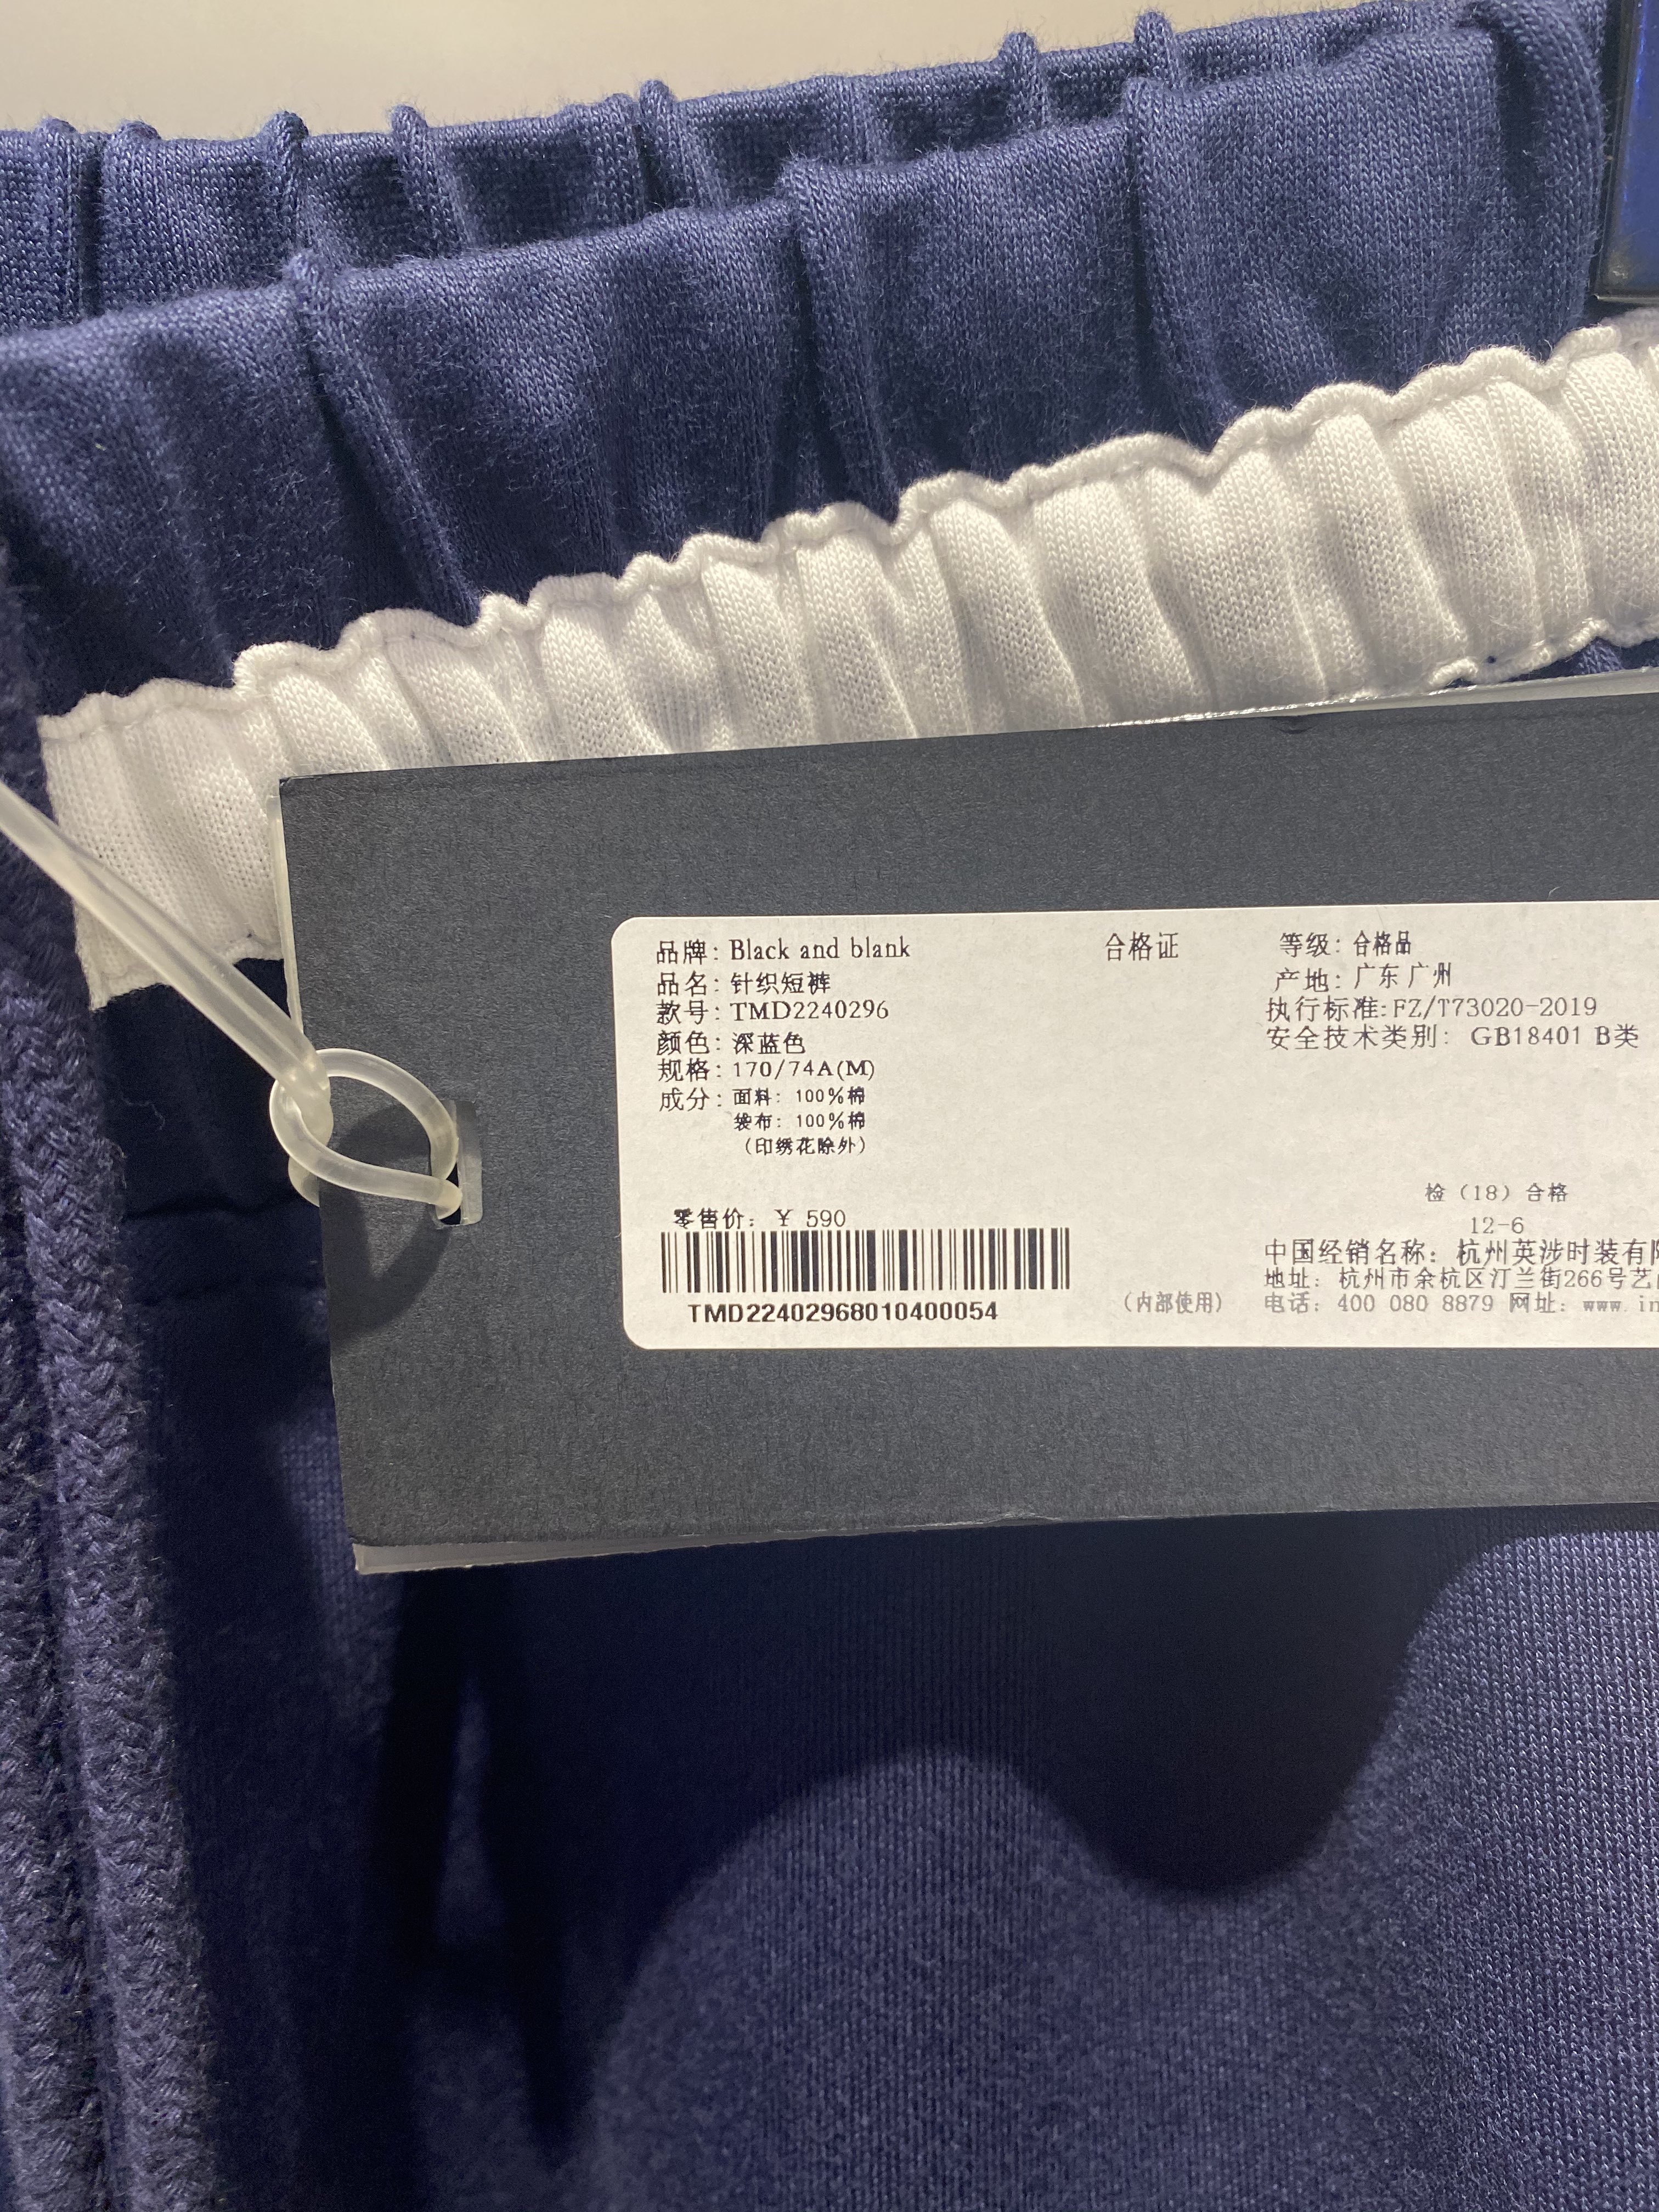 品牌: Black and blank
品名: 针织短裤
款号: TMD2240296
颜色: 深蓝色
规格: 170/74A(M)
成分: 面料: 100%棉
袋布: 100%棉
(印绣花除外)
零售价: ¥ 590
TMD22402968010400054
合格证
(内部使用)
等级: 合格品
产地: 广东广州
执行标准:FZ/T73020-2019
安全技术类别: GB18401 B类
检 (18) 合格
12-6
中国经销名称: 杭州英涉时装有
地址: 杭州市余杭区汀兰街266号艺
电话: 400 080 8879 网址: www.in